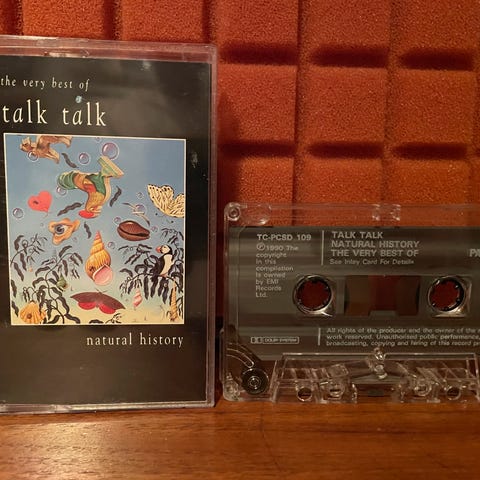 the very best of
talk talk
natural history
TC-PCSD 109
℗1990 The
copyright
in this
compilation
is owned
by EMI
Records
Ltd.
TALK TALK
NATURAL HISTORY
THE VERY BEST OF
See Inlay Card For Details
DOLBY SYSTEM
All rights of the producer and the owner of the
work reserved. Unauthorised public performance,
broadcasting, copying and hiring of this record